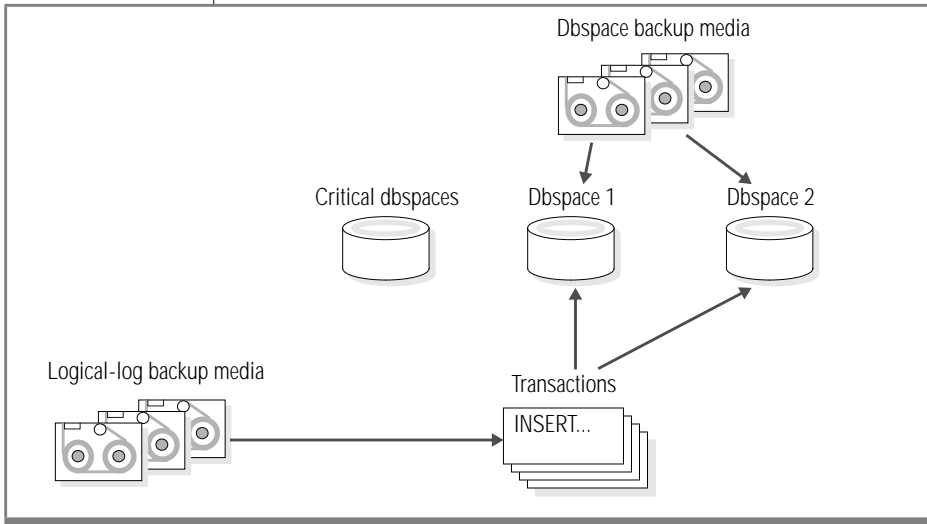 Dbspace backup media
Critical dbspaces
Dbspace 1
Dbspace 2
Logical-log backup media
Transactions
INSERT...